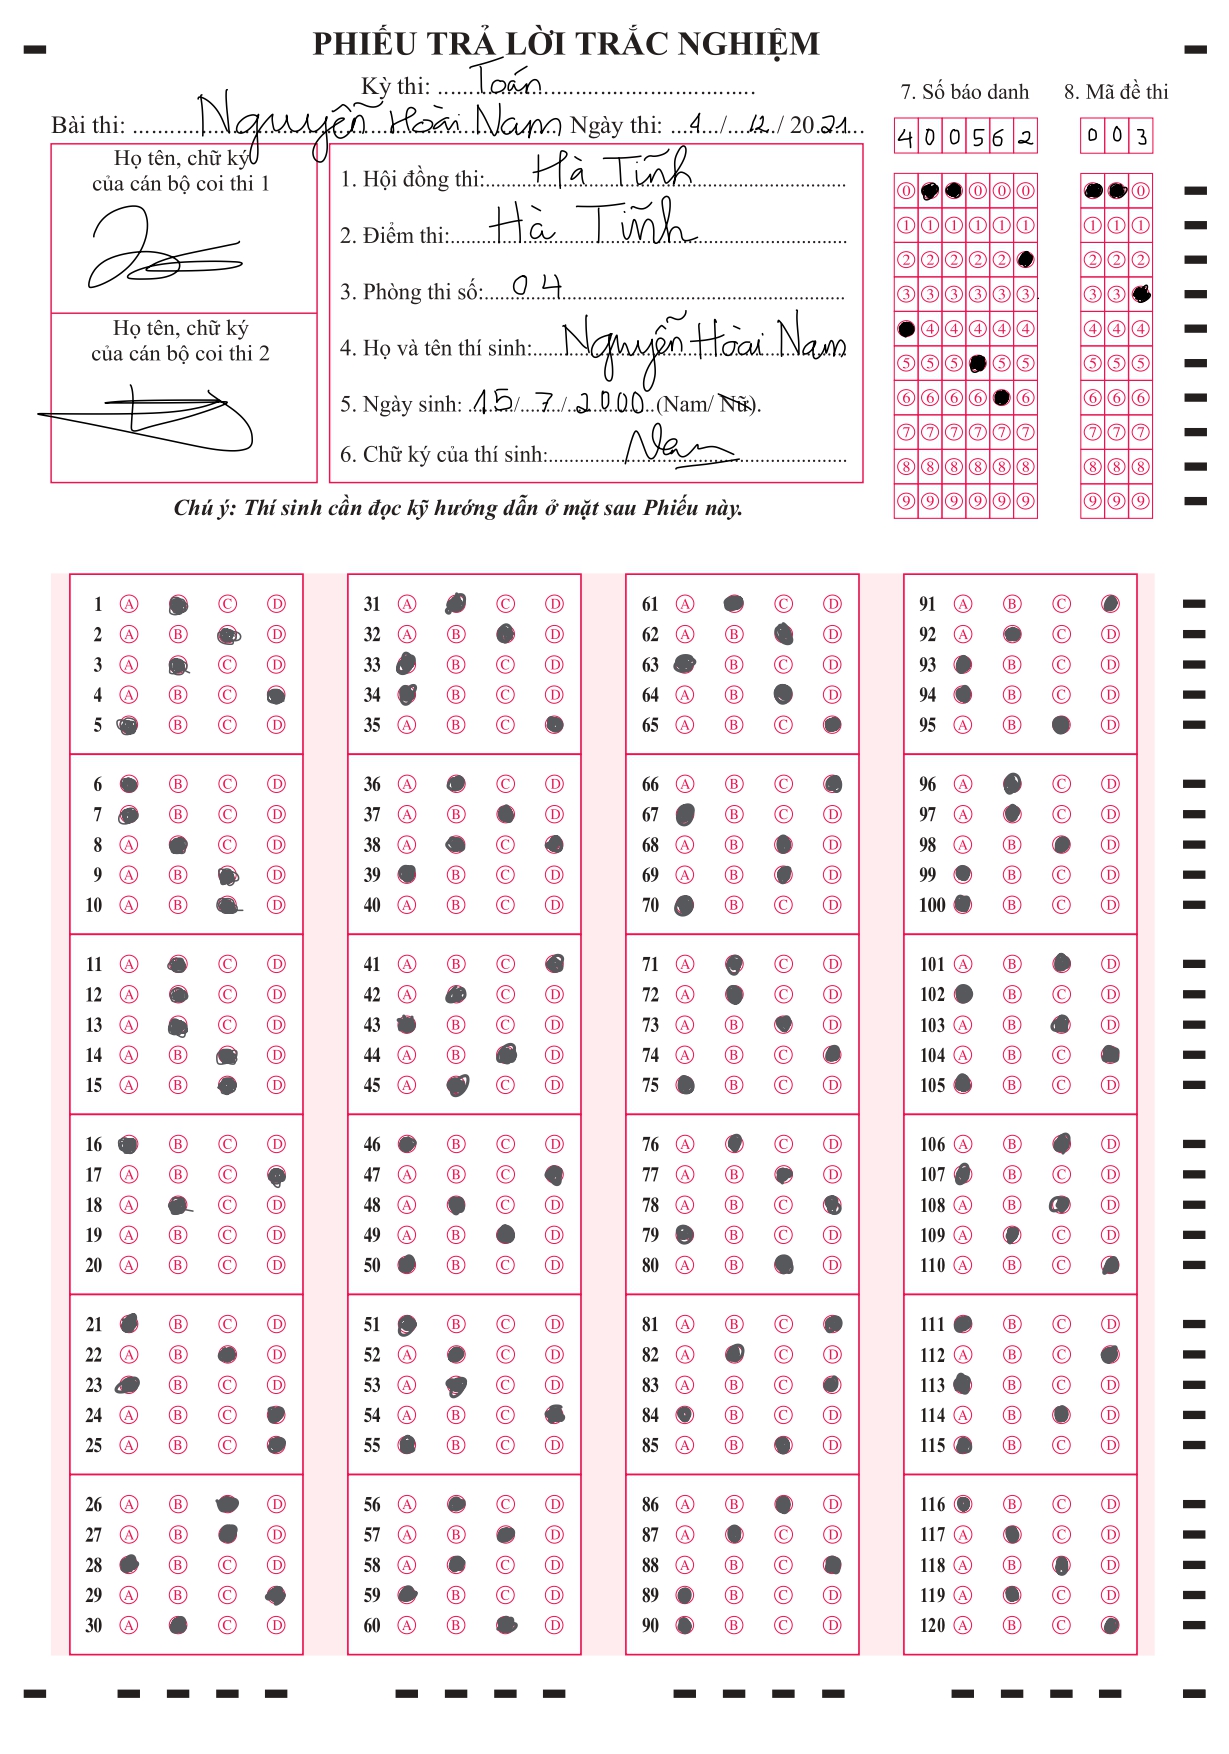 PHIẾU TRẢ LỜI TRẮC NGHIỆM
Kỳ thi: Toán
Bài thi: Nguyễn Hoài Nam Ngày thi: 1/12/2021
Họ tên, chữ ký
của cán bộ coi thi 1
Họ tên, chữ ký
của cán bộ coi thi 2
1. Hội đồng thi: Hà Tĩnh
2. Điểm thi: Hà Tĩnh
3. Phòng thi số: 04
4. Họ và tên thí sinh: Nguyễn Hoài Nam
5. Ngày sinh: 15/7/2000 (Nam/ Nữ).
6. Chữ ký của thí sinh: Nam
Chú ý: Thí sinh cần đọc kỹ hướng dẫn ở mặt sau Phiếu này.
7. Số báo danh
4 0 0 5 6 2
0 0 0 0
1 1 1 1 1 1
2 2 2 2 2
3 3 3 3 3 3
4 4 4 4 4
5 5 5 5 5
6 6 6 6 6
7 7 7 7 7 7
8 8 8 8 8 8
9 9 9 9 9 9
8. Mã đề thi
0 0 3
0
1 1 1
2 2 2
3 3
4 4 4
5 5 5
6 6 6
7 7 7
8 8 8
9 9 9
1 A C D
2 A B D
3 A C D
4 A B C
5 B C D
6 B C D
7 B C D
8 A C D
9 A B D
10 A B D
11 A C D
12 A C D
13 A C D
14 A B D
15 A B D
16 B C D
17 A B C
18 A C D
19 A B C D
20 A B C D
21 B C D
22 A B D
23 B C D
24 A B C
25 A B C
26 A B D
27 A B D
28 B C D
29 A B C
30 A C D
31 A C D
32 A B D
33 B C D
34 B C D
35 A B C
36 A C D
37 A B D
38 A C
39 B C D
40 A B C D
41 A B C
42 A C D
43 B C D
44 A B D
45 A C D
46 B C D
47 A B C
48 A C D
49 A B D
50 B C D
51 B C D
52 A C D
53 A C D
54 A B C
55 B C D
56 A C D
57 A B D
58 A C D
59 B C D
60 A B D
61 A C D
62 A B D
63 B C D
64 A B D
65 A B C
66 A B C
67 B C D
68 A B D
69 A B D
70 B C D
71 A C D
72 A C D
73 A B D
74 A B C
75 B C D
76 A C D
77 A B D
78 A B C
79 B C D
80 A B D
81 A B C
82 A C D
83 A B C
84 B C D
85 A B D
86 A B D
87 A C D
88 A B C
89 B C D
90 B C D
91 A B C
92 A C D
93 B C D
94 B C D
95 A B D
96 A C D
97 A C D
98 A B D
99 B C D
100 B C D
101 A B D
102 B C D
103 A B D
104 A B C
105 B C D
106 A B D
107 B C D
108 A B D
109 A C D
110 A B C
111 B C D
112 A B C
113 B C D
114 A B D
115 B C D
116 B C D
117 A C D
118 A B D
119 A C D
120 A B C